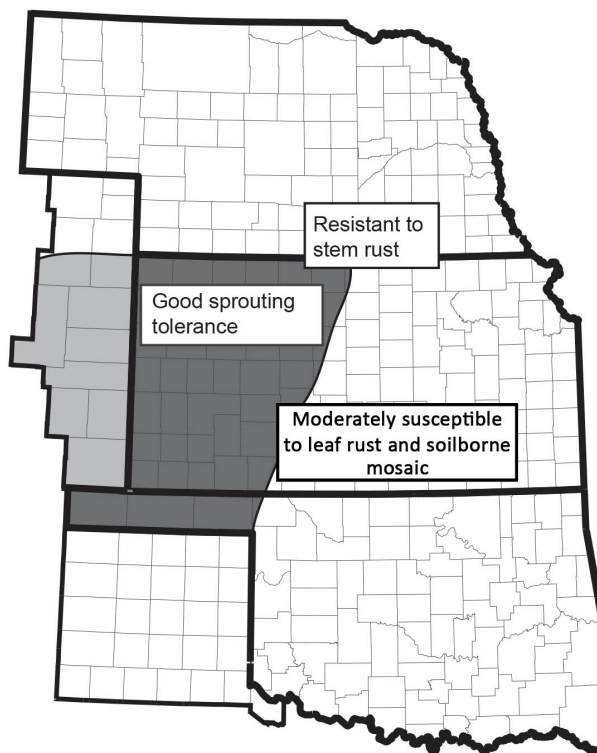 Resistant to
stem rust
Good sprouting
tolerance
Moderately susceptible
to leaf rust and soilborne
mosaic